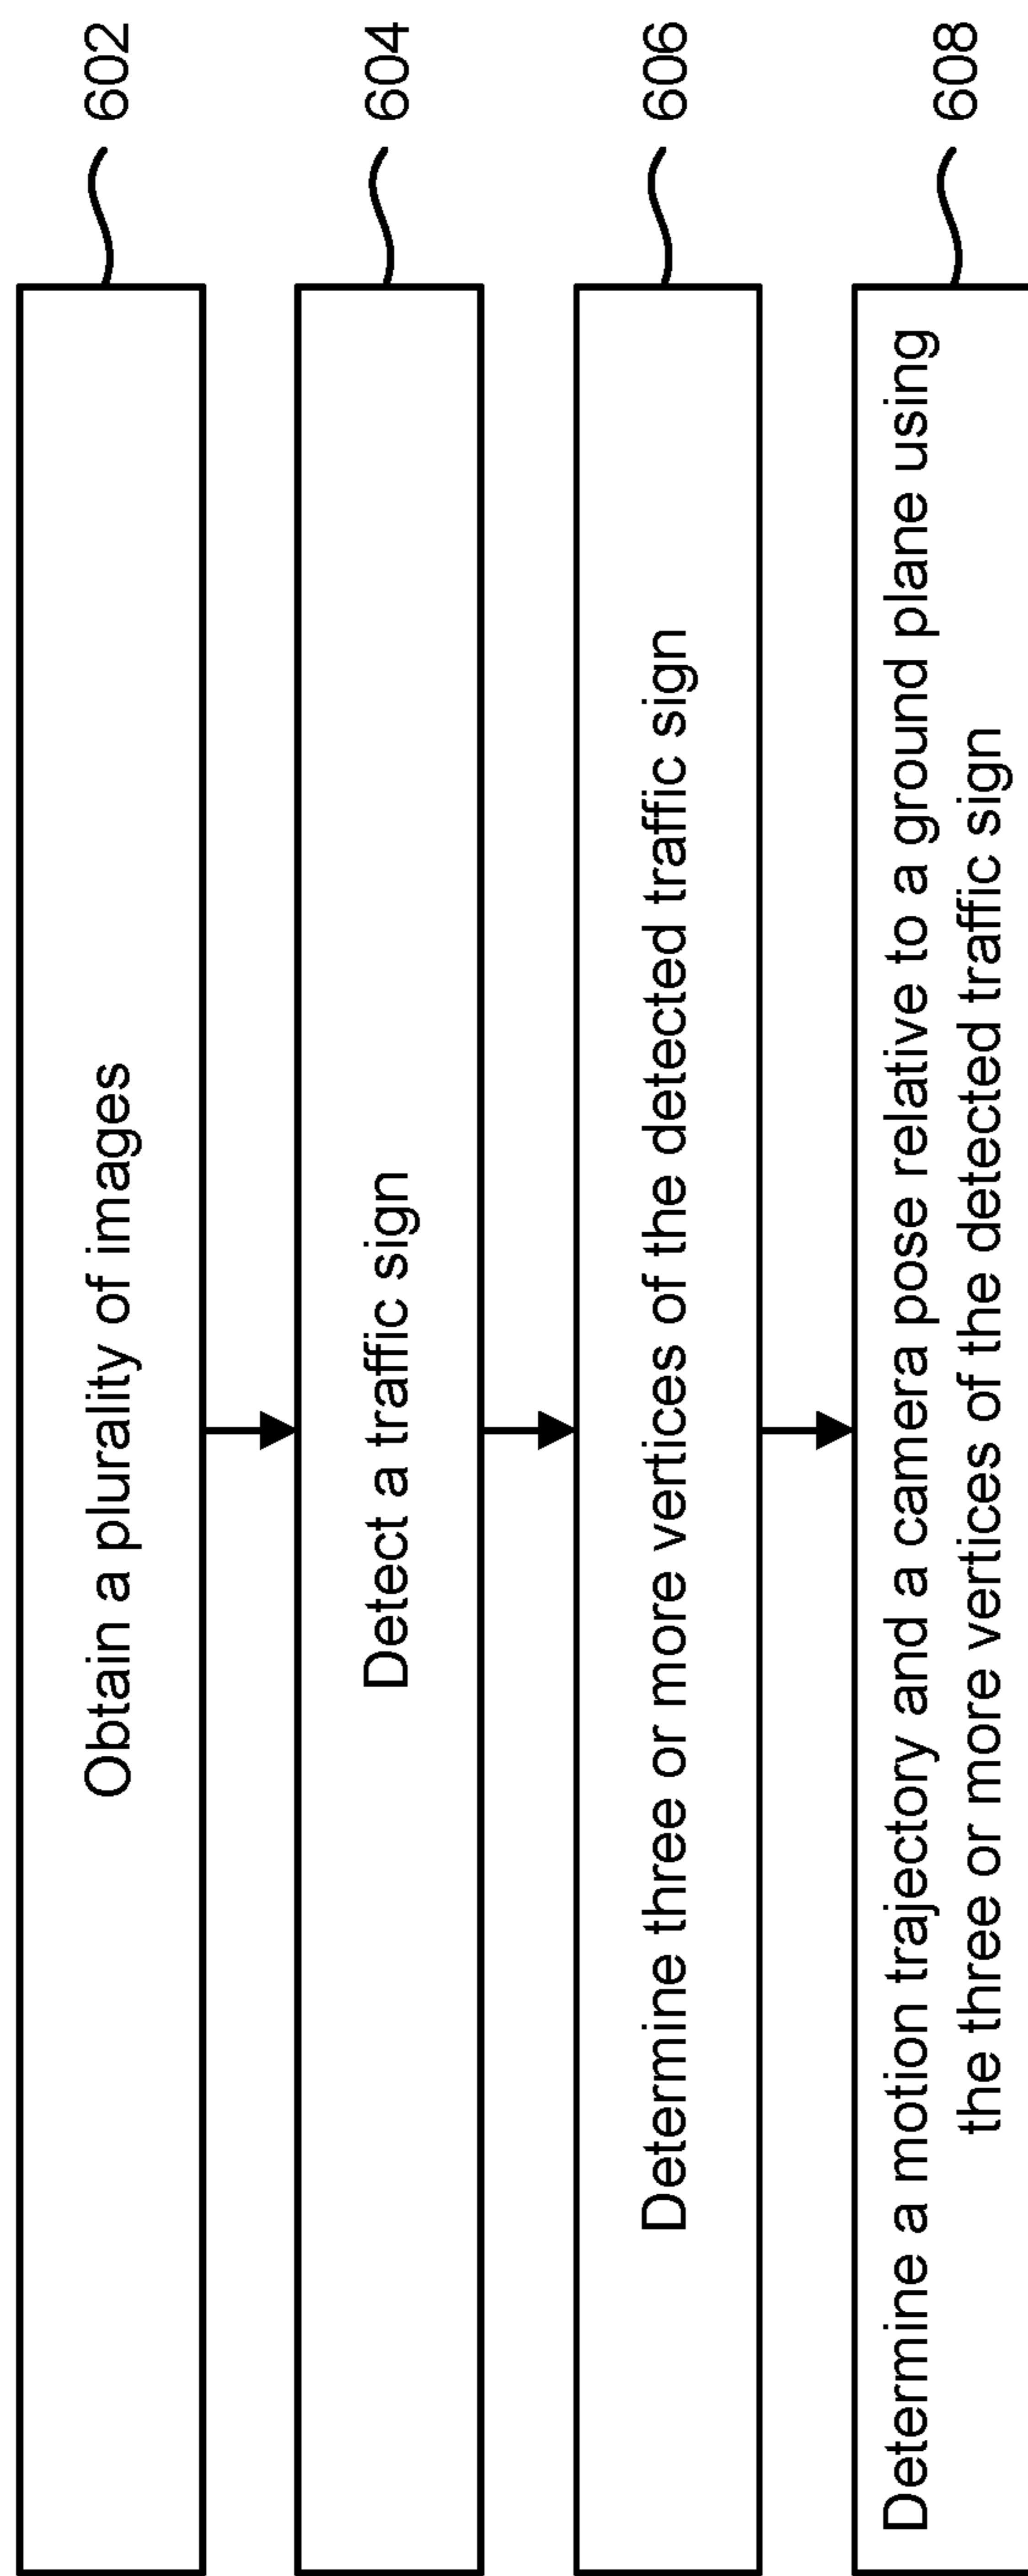 Obtain a plurality of images
602
Detect a traffic sign
604
Determine three or more vertices of the detected traffic sign
606
Determine a motion trajectory and a camera pose relative to a ground plane using
the three or more vertices of the detected traffic sign
608